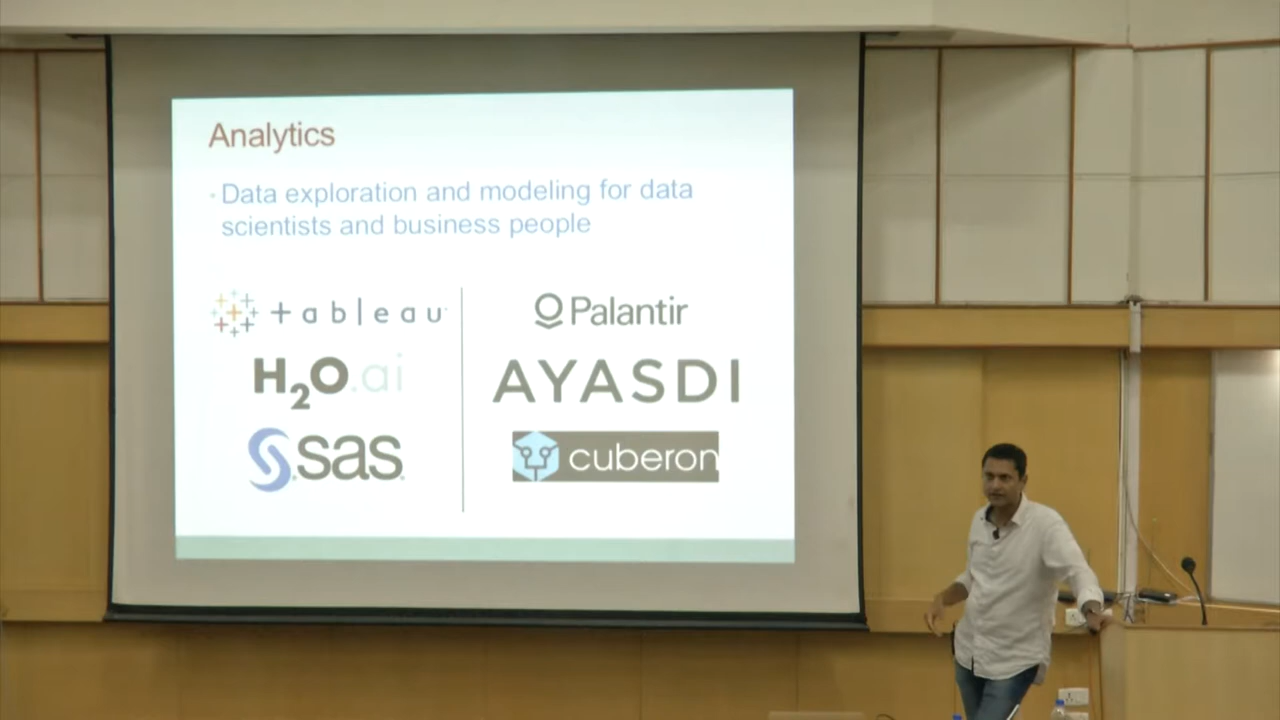 Analytics
Data exploration and modeling for data
scientists and business people
+ a b | e a u
Palantir
H2O.ai
AYASDI
sas
cuberon